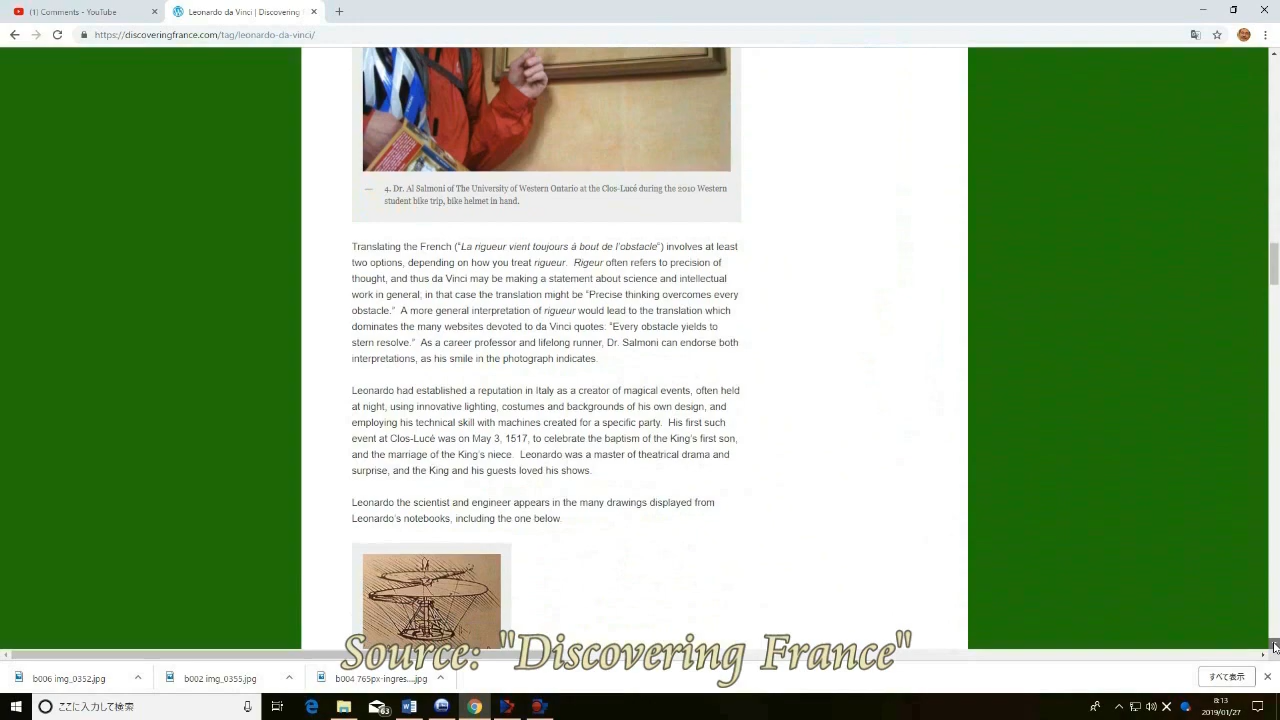 (1) Comments - YouTube
Leonardo da Vinci | Discovering F
https://discoveringfrance.com/tag/leonardo-da-vinci/
— 4. Dr. Al Salmoni of The University of Western Ontario at the Clos-Lucé during the 2010 Western
student bike trip, bike helmet in hand.
Translating the French (“La rigueur vient toujours à bout de l’obstacle“) involves at least
two options, depending on how you treat rigueur.  Rigeur often refers to precision of
thought, and thus da Vinci may be making a statement about science and intellectual
work in general; in that case the translation might be “Precise thinking overcomes every
obstacle.”  A more general interpretation of rigueur would lead to the translation which
dominates the many websites devoted to da Vinci quotes: “Every obstacle yields to
stern resolve.”  As a career professor and lifelong runner, Dr. Salmoni can endorse both
interpretations, as his smile in the photograph indicates.
Leonardo had established a reputation in Italy as a creator of magical events, often held
at night, using innovative lighting, costumes and backgrounds of his own design, and
employing his technical skill with machines created for a specific party.  His first such
event at Clos-Lucé was on May 3, 1517, to celebrate the baptism of the King’s first son,
and the marriage of the King’s niece.  Leonardo was a master of theatrical drama and
surprise, and the King and his guests loved his shows.
Leonardo the scientist and engineer appears in the many drawings displayed from
Leonardo’s notebooks, including the one below.
Source: "Discovering France"
b006 img_0352.jpg
b002 img_0355.jpg
b004 765px-ingres....jpg
すべて表示
ここに入力して検索
63
8:13
2019/01/27